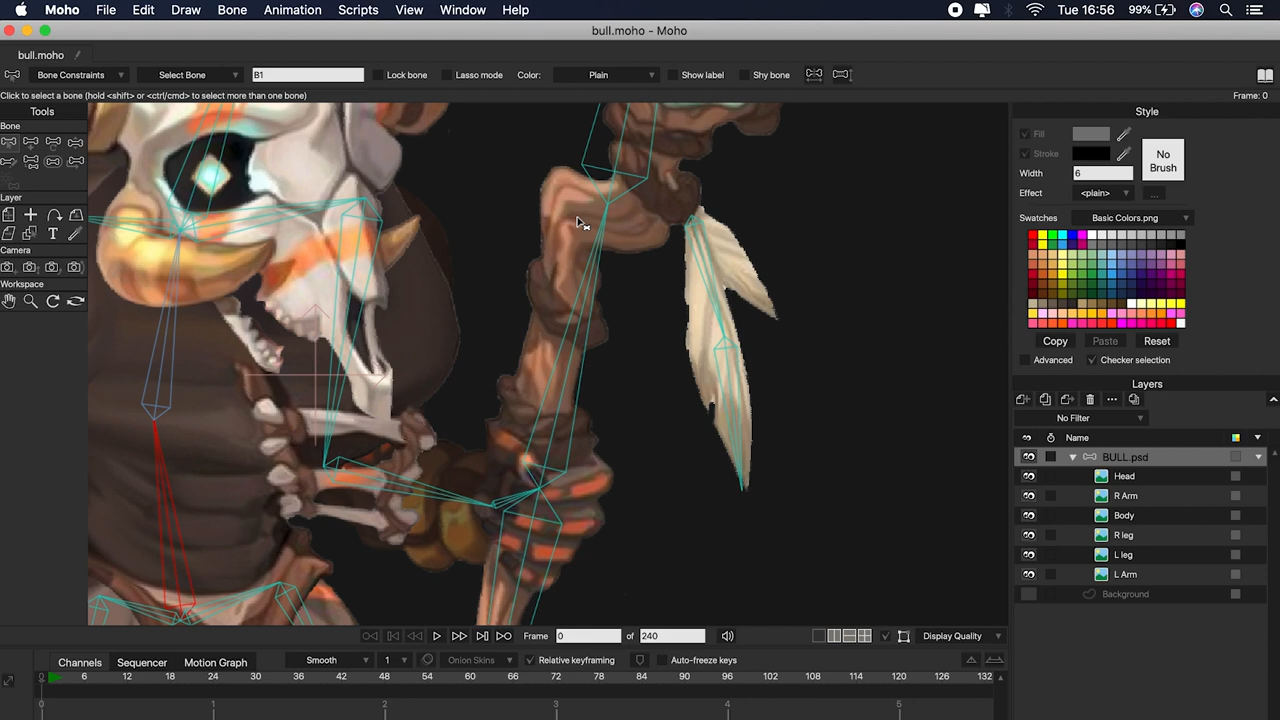 Moho File Edit Draw Bone Animation Scripts View Window Help Tue 16:56 99%
bull.moho - Moho
bull.moho
Bone Constraints Select Bone B1 Lock bone Lasso mode Color: Plain Show label Shy bone
Click to select a bone (hold <shift> or <ctrl/cmd> to select more than one bone) Frame: 0
Tools
Bone
Layer
Camera
Workspace
Style
Fill
Stroke
Width 6
Effect <plain> ...
No
Brush
Swatches Basic Colors.png
Copy Paste Reset
Advanced Checker selection
Layers
No Filter
Name
BULL.psd
Head
R Arm
Body
R leg
L leg
L Arm
Background
Frame 0 of 240 Display Quality
Channels Sequencer Motion Graph Smooth 1 Onion Skins Relative keyframing Auto-freeze keys
0 6 12 18 24 30 36 42 48 54 60 66 72 78 84 90 96 102 108 114 120 126 132
0 1 2 3 4 5